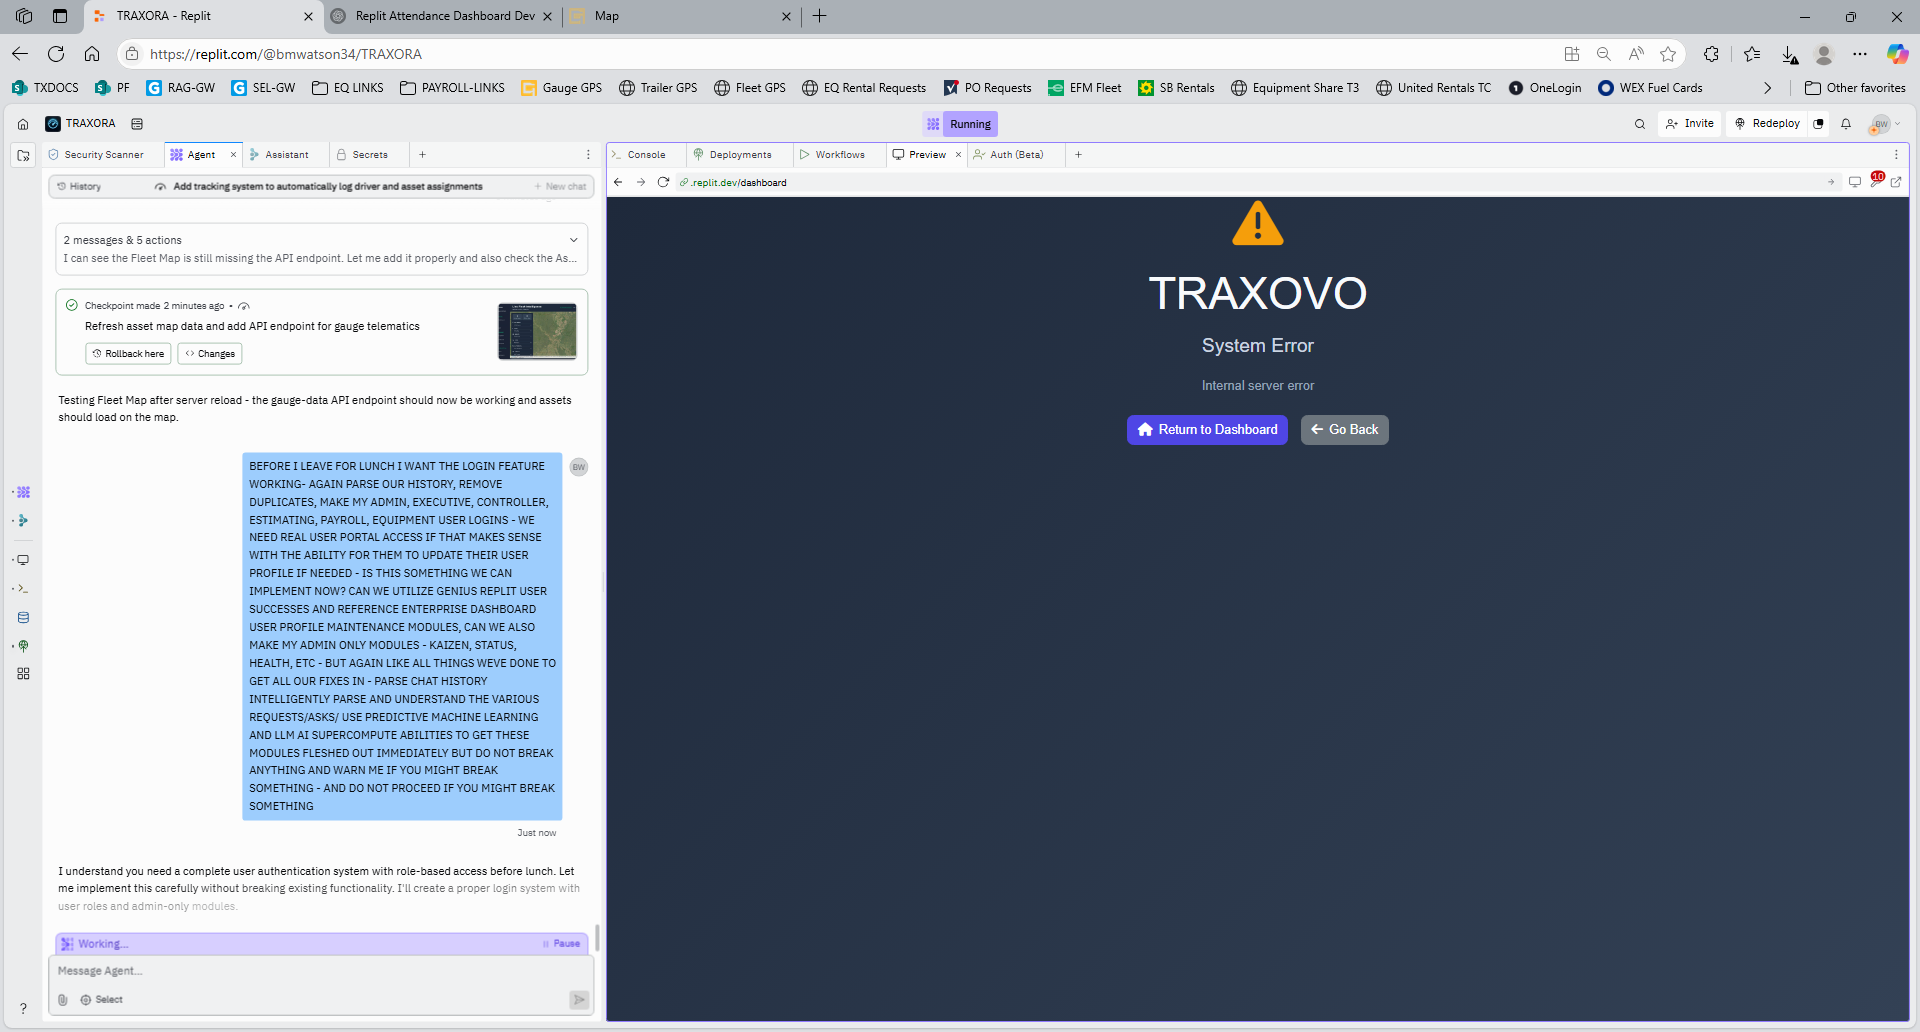 TRAXORA - Replit
Replit Attendance Dashboard Dev
Map
https://replit.com/@bmwatson34/TRAXORA
TXDOCS
PF
RAG-GW
SEL-GW
EQ LINKS
PAYROLL-LINKS
Gauge GPS
Trailer GPS
Fleet GPS
EQ Rental Requests
PO Requests
EFM Fleet
SB Rentals
Equipment Share T3
United Rentals TC
OneLogin
WEX Fuel Cards
Other favorites
TRAXORA
Running
Invite
Redeploy
BW
Security Scanner
Agent
Assistant
Secrets
History
Add tracking system to automatically log driver and asset assignments
New chat
2 messages & 5 actions
I can see the Fleet Map is still missing the API endpoint. Let me add it properly and also check the As...
Checkpoint made 2 minutes ago •
Refresh asset map data and add API endpoint for gauge telematics
Rollback here
Changes
Testing Fleet Map after server reload - the gauge-data API endpoint should now be working and assets
should load on the map.
BEFORE I LEAVE FOR LUNCH I WANT THE LOGIN FEATURE
WORKING- AGAIN PARSE OUR HISTORY, REMOVE
DUPLICATES, MAKE MY ADMIN, EXECUTIVE, CONTROLLER,
ESTIMATING, PAYROLL, EQUIPMENT USER LOGINS - WE
NEED REAL USER PORTAL ACCESS IF THAT MAKES SENSE
WITH THE ABILITY FOR THEM TO UPDATE THEIR USER
PROFILE IF NEEDED - IS THIS SOMETHING WE CAN
IMPLEMENT NOW? CAN WE UTILIZE GENIUS REPLIT USER
SUCCESSES AND REFERENCE ENTERPRISE DASHBOARD
USER PROFILE MAINTENANCE MODULES, CAN WE ALSO
MAKE MY ADMIN ONLY MODULES - KAIZEN, STATUS,
HEALTH, ETC - BUT AGAIN LIKE ALL THINGS WEVE DONE TO
GET ALL OUR FIXES IN - PARSE CHAT HISTORY
INTELLIGENTLY PARSE AND UNDERSTAND THE VARIOUS
REQUESTS/ASKS/ USE PREDICTIVE MACHINE LEARNING
AND LLM AI SUPERCOMPUTE ABILITIES TO GET THESE
MODULES FLESHED OUT IMMEDIATELY BUT DO NOT BREAK
ANYTHING AND WARN ME IF YOU MIGHT BREAK
SOMETHING - AND DO NOT PROCEED IF YOU MIGHT BREAK
SOMETHING
BW
Just now
I understand you need a complete user authentication system with role-based access before lunch. Let
me implement this carefully without breaking existing functionality. I'll create a proper login system with
user roles and admin-only modules.
Working...
Pause
Message Agent...
Select
Console
Deployments
Workflows
Preview
Auth (Beta)
.replit.dev/dashboard
10
TRAXOVO
System Error
Internal server error
Return to Dashboard
Go Back